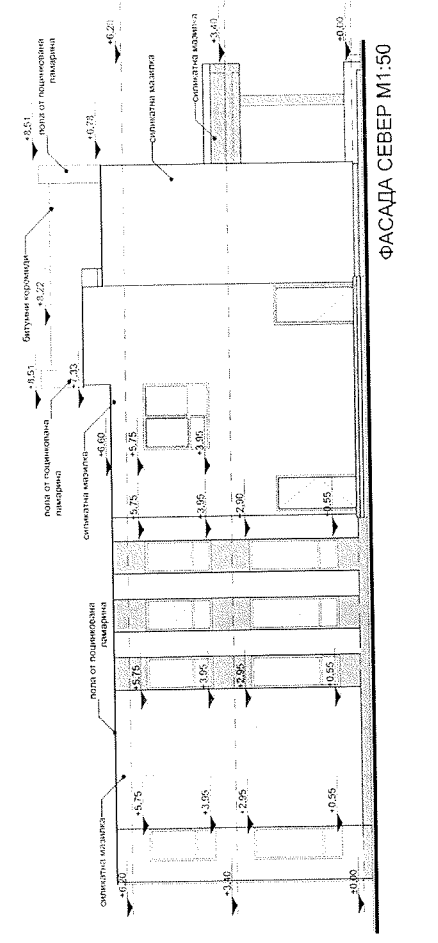 +6,20
+3,40
±0,00
силикатна мазилка
+5,75
+3,95
+2,95
+0,55
пола от поцинкована
ламарина
+5,75
+3,95
+2,95
+0,55
+5,75
+3,95
+2,90
+0,55
силикатна мазилка
+6,60
+5,75
+3,95
пола от поцинкована
ламарина
+8,51
+7,33
битумни керемиди
+8,22
+8,51
пола от поцинкована
ламарина
+6,78
силикатна мазилка
силикатна мазилка
+6,20
+3,40
±0,00
ФАСАДА СЕВЕР М1:50